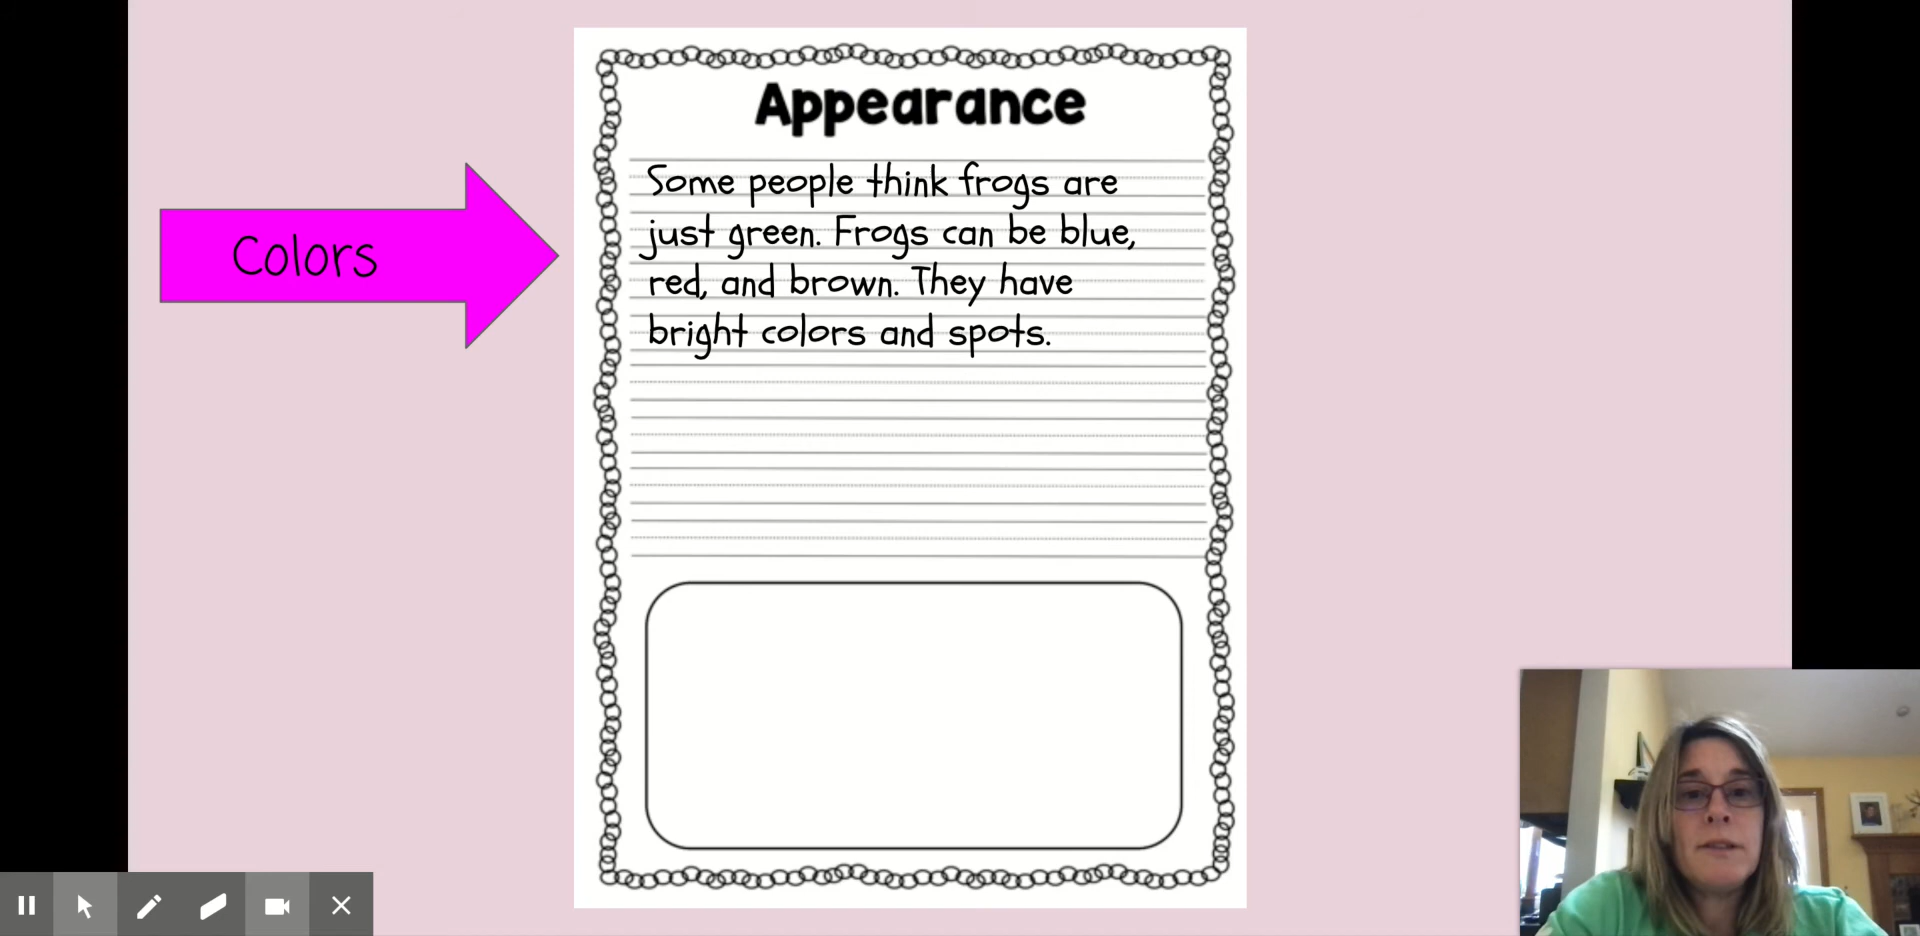 Appearance
Colors
Some people think frogs are
just green. Frogs can be blue,
red, and brown. They have
bright colors and spots.